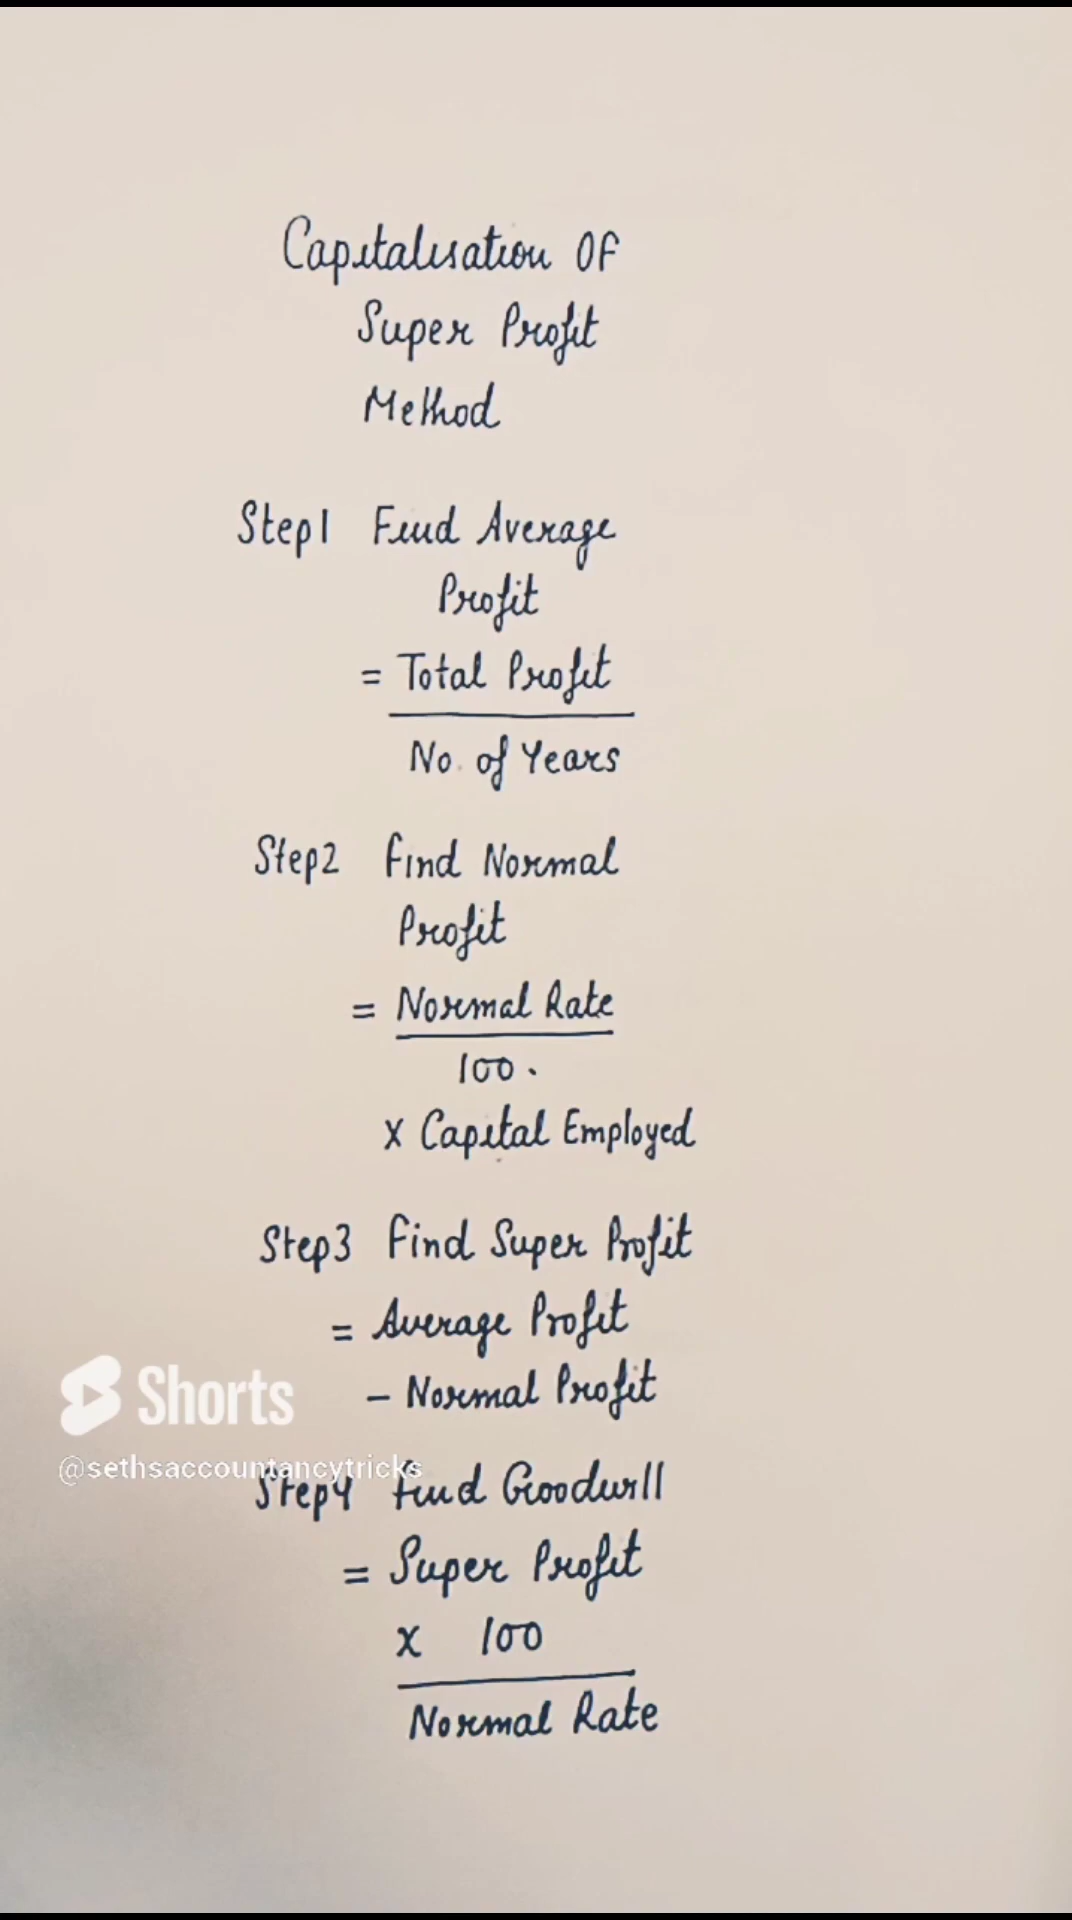 Capitalisation OF
Super Profit
Method
Step1 Find Average
Profit
= Total Profit
No. of Years
Step2 Find Normal
Profit
= Normal Rate
100.
x Capital Employed
Step3 Find Super Profit
= Average Profit
- Normal Profit
Shorts
@sethsaccountancytricks
Step4 Find Goodwill
= Super Profit
x 100
Normal Rate